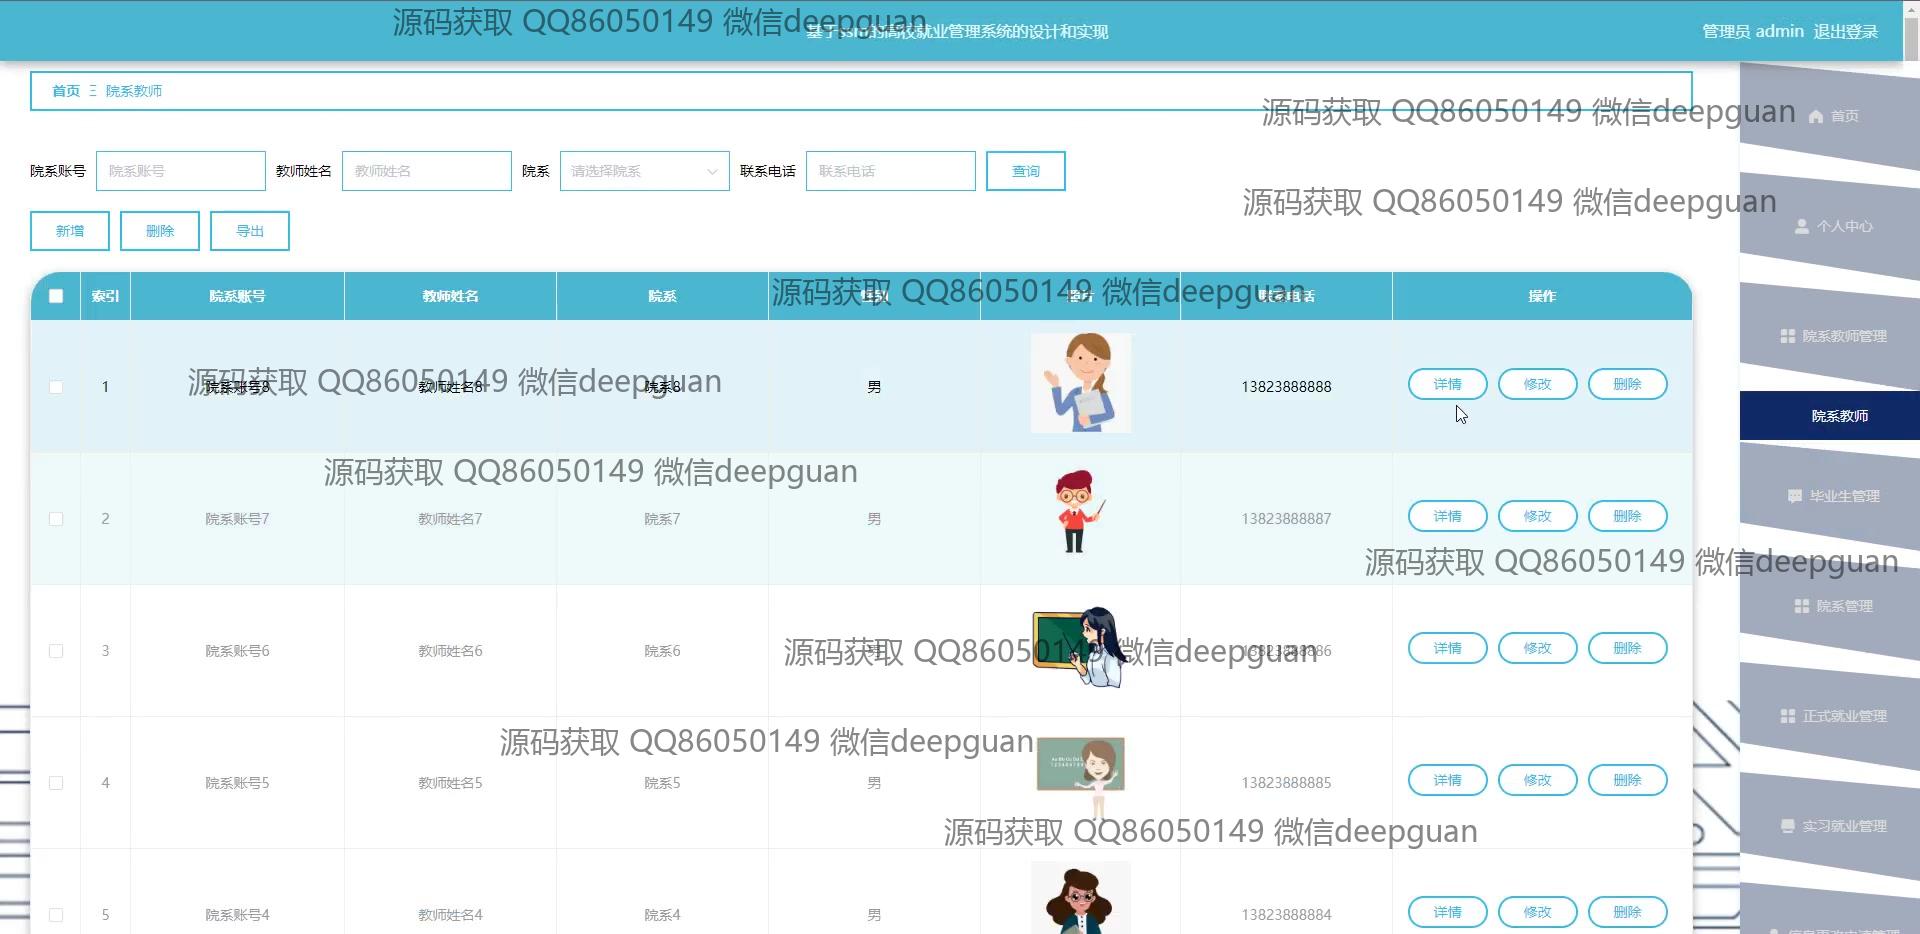 源码获取 QQ86050149 微信deepguan
基于ssm的高校就业管理系统的设计和实现
管理员 admin 退出登录
首页 院系教师
源码获取 QQ86050149 微信deepguan
首页
院系账号 院系账号 教师姓名 教师姓名 院系 请选择院系 联系电话 联系电话 查询
源码获取 QQ86050149 微信deepguan
个人中心
新增 删除 导出
索引 院系账号 教师姓名 院系 性别 照片 联系电话 操作
源码获取 QQ86050149 微信deepguan
院系教师管理
1 院系账号8 教师姓名8 院系8 男 13823888888 详情 修改 删除
源码获取 QQ86050149 微信deepguan
院系教师
源码获取 QQ86050149 微信deepguan
毕业生管理
2 院系账号7 教师姓名7 院系7 男 13823888887 详情 修改 删除
源码获取 QQ86050149 微信deepguan
院系管理
3 院系账号6 教师姓名6 院系6 男 13823888886 详情 修改 删除
源码获取 QQ86050149 微信deepguan
正式就业管理
源码获取 QQ86050149 微信deepguan
4 院系账号5 教师姓名5 院系5 男 13823888885 详情 修改 删除
实习就业管理
源码获取 QQ86050149 微信deepguan
5 院系账号4 教师姓名4 院系4 男 13823888884 详情 修改 删除